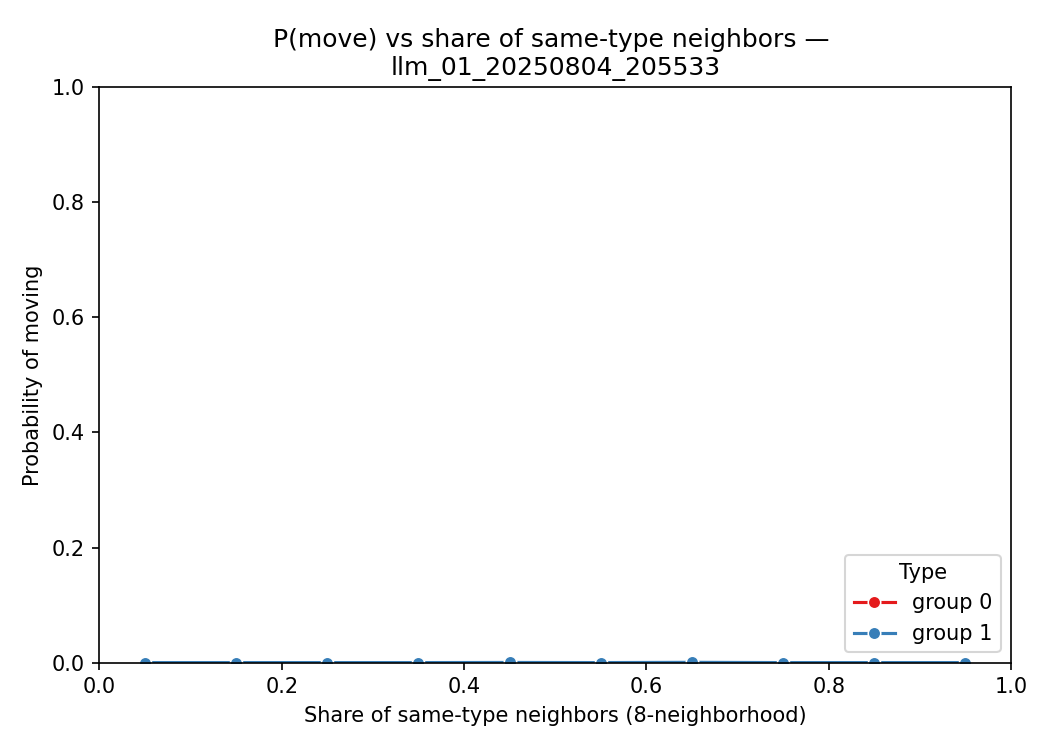 P(move) vs share of same-type neighbors —
llm_01_20250804_205533
1.0
0.8
0.6
0.4
0.2
0.0
Probability of moving
Type
group 0
group 1
0.0 0.2 0.4 0.6 0.8 1.0
Share of same-type neighbors (8-neighborhood)